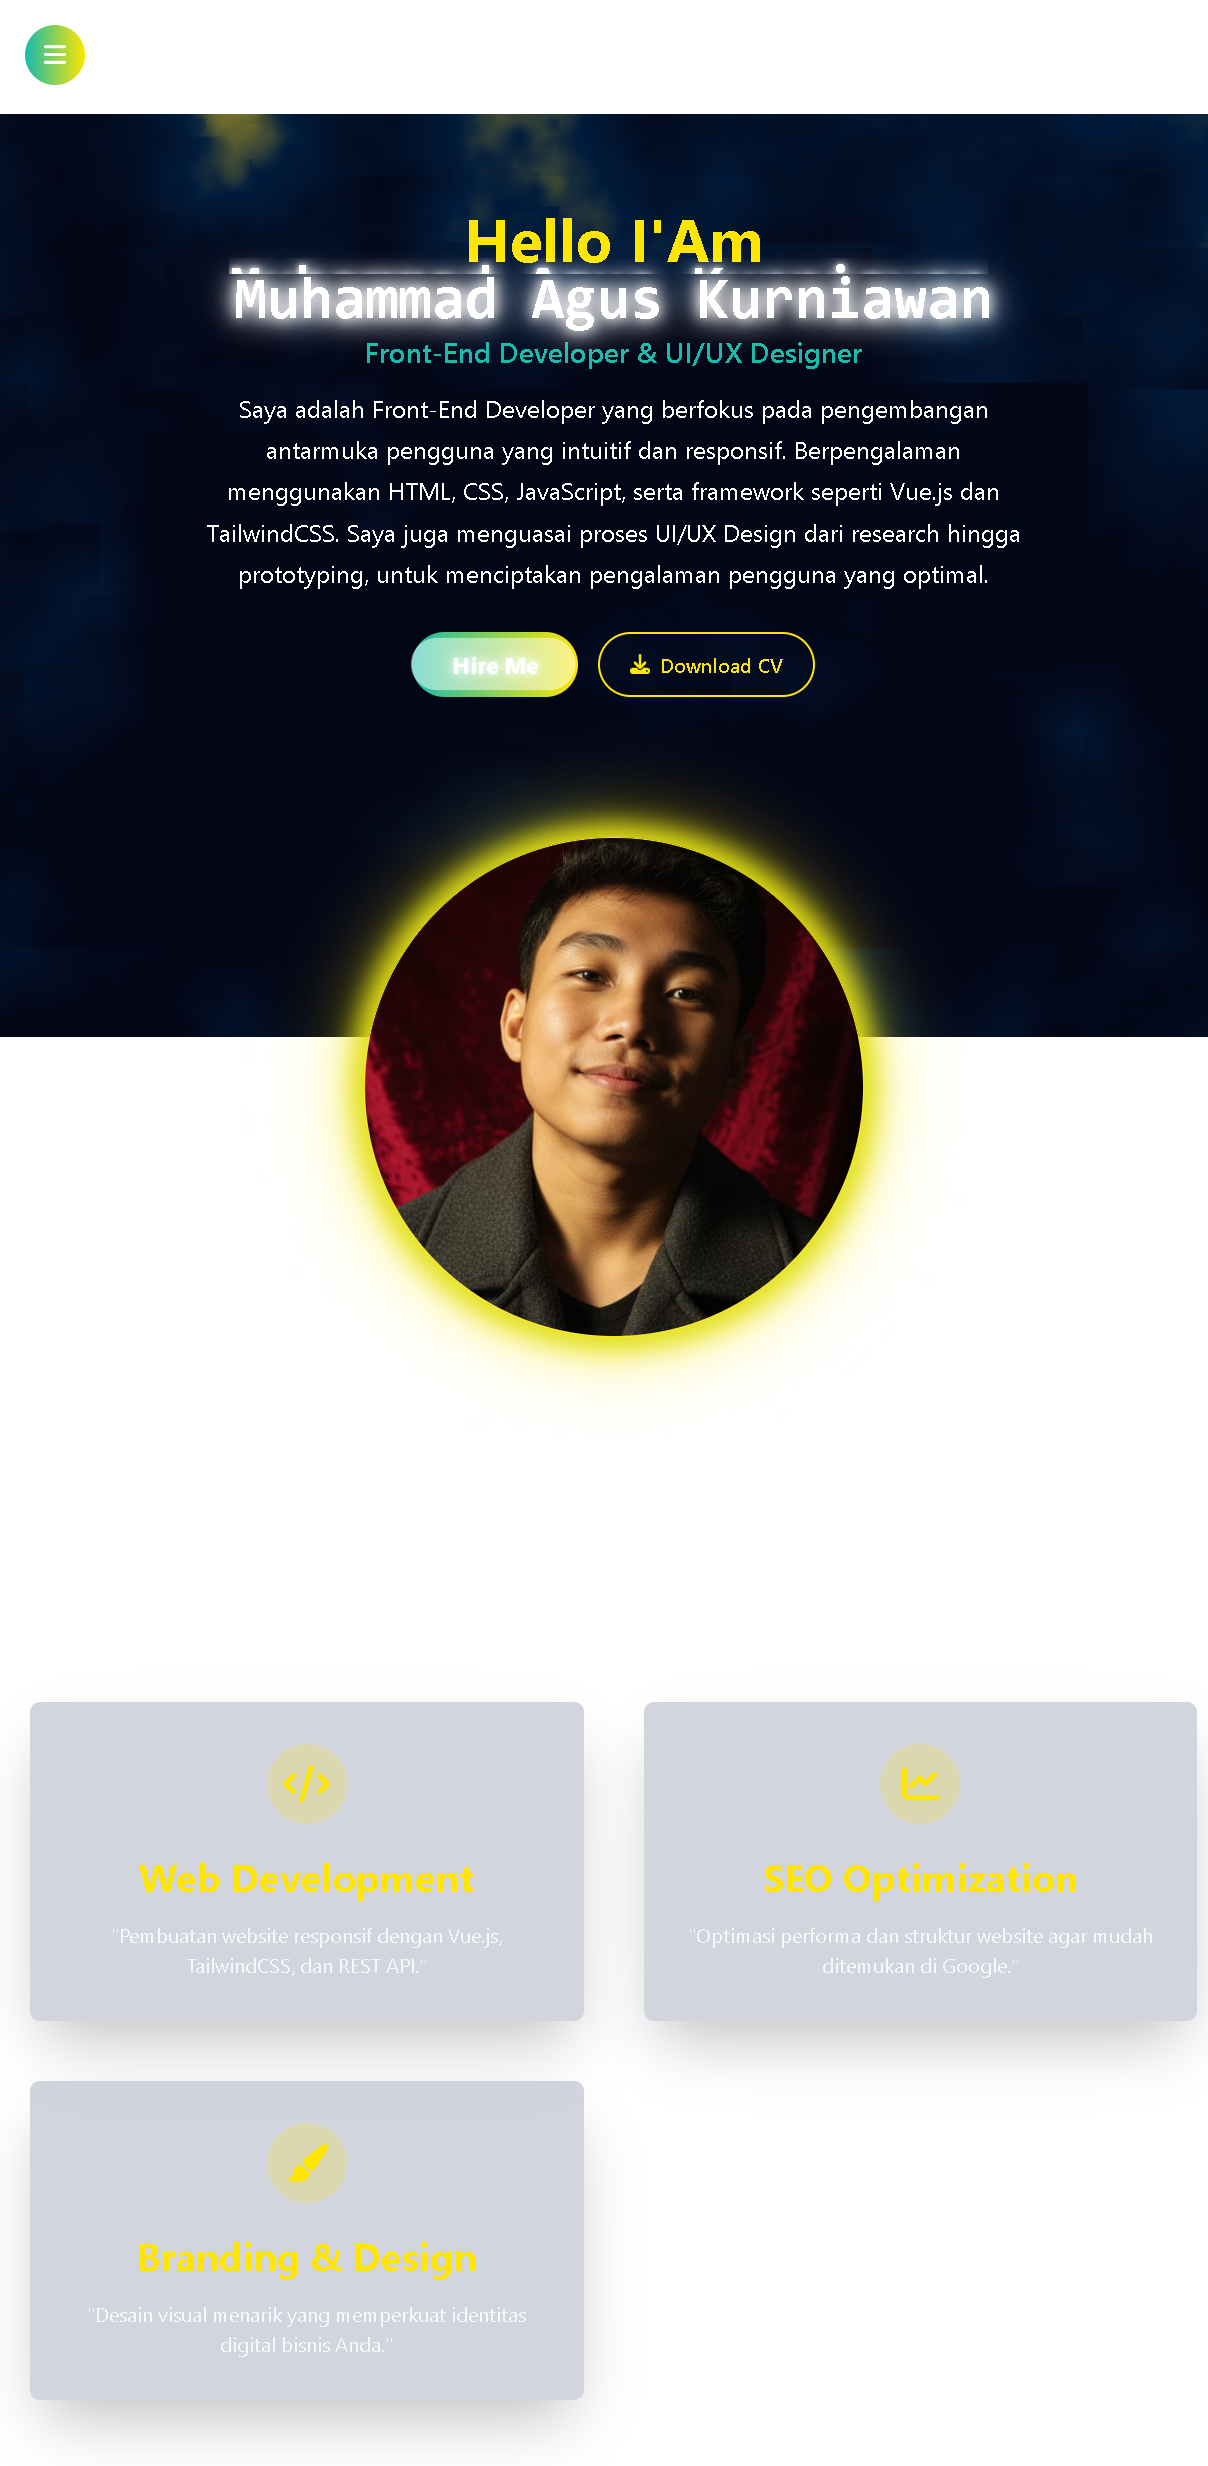 Hello I'Am
Muhammad Agus Kurniawan
Front-End Developer & UI/UX Designer
Saya adalah Front-End Developer yang berfokus pada pengembangan
antarmuka pengguna yang intuitif dan responsif. Berpengalaman
menggunakan HTML, CSS, JavaScript, serta framework seperti Vue.js dan
TailwindCSS. Saya juga menguasai proses UI/UX Design dari research hingga
prototyping, untuk menciptakan pengalaman pengguna yang optimal.
Hire Me
Download CV
Web Development
"Pembuatan website responsif dengan Vue.js,
TailwindCSS, dan REST API."
SEO Optimization
"Optimasi performa dan struktur website agar mudah
ditemukan di Google."
Branding & Design
"Desain visual menarik yang memperkuat identitas
digital bisnis Anda."